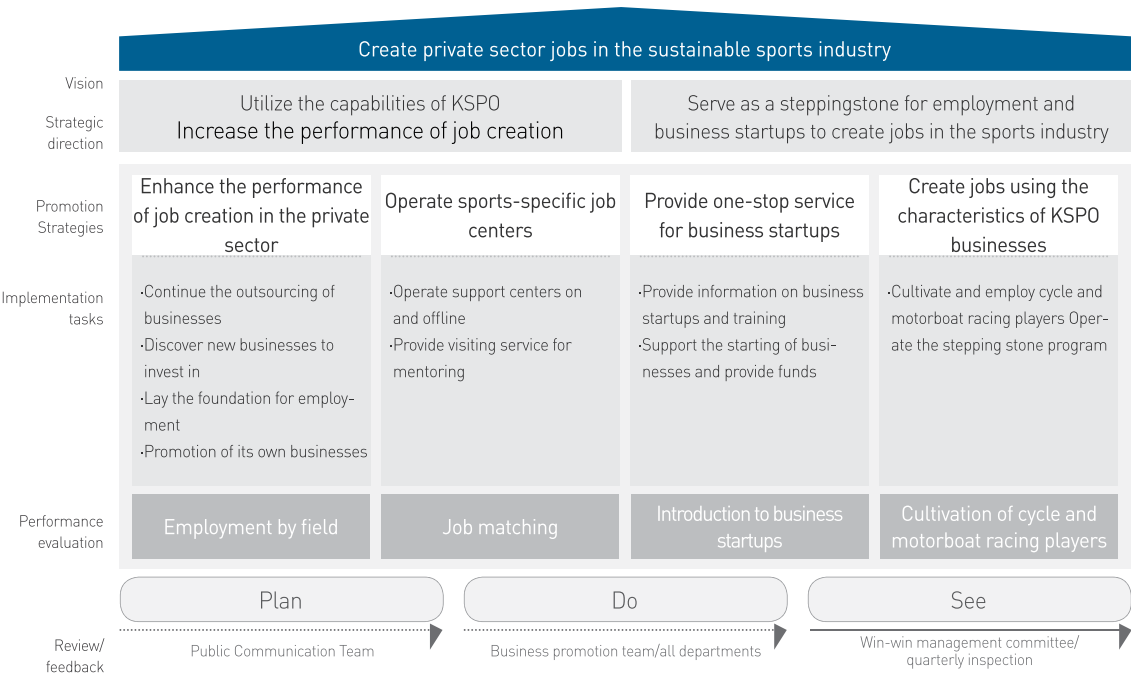 Create private sector jobs in the sustainable sports industry
Vision
Strategic
direction
Utilize the capabilities of KSPO
Increase the performance of job creation
Serve as a steppingstone for employment and
business startups to create jobs in the sports industry
Promotion
Strategies
Enhance the performance
of job creation in the private
sector
Operate sports-specific job
centers
Provide one-stop service
for business startups
Create jobs using the
characteristics of KSPO
businesses
Implementation
tasks
·Continue the outsourcing of
businesses
·Discover new businesses to
invest in
·Lay the foundation for employ-
ment
·Promotion of its own businesses
·Operate support centers on
and offline
·Provide visiting service for
mentoring
·Provide information on business
startups and training
·Support the starting of busi-
nesses and provide funds
·Cultivate and employ cycle and
motorboat racing players Oper-
ate the stepping stone program
Performance
evaluation
Employment by field
Job matching
Introduction to business
startups
Cultivation of cycle and
motorboat racing players
Plan
Do
See
Review/
feedback
Public Communication Team
Business promotion team/all departments
Win-win management committee/
quarterly inspection